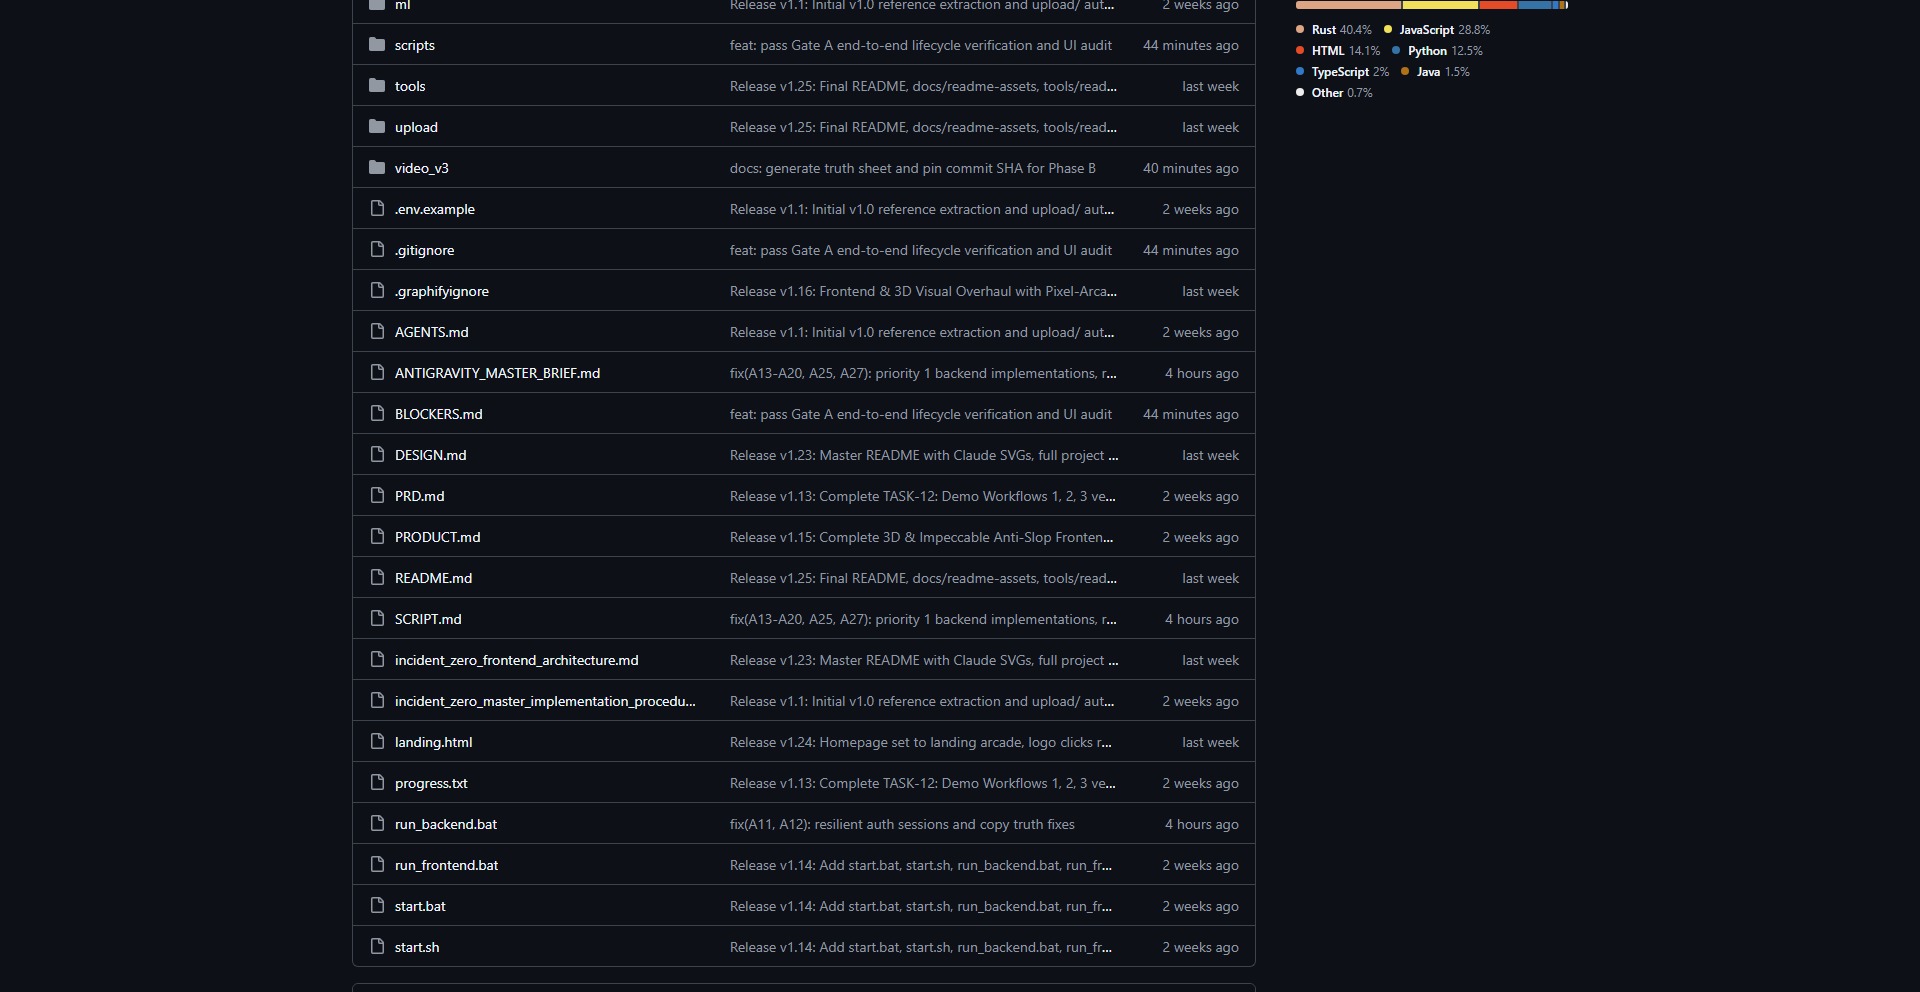 ml Release v1.1: Initial v1.0 reference extraction and upload/ aut... 2 weeks ago
Rust 40.4% JavaScript 28.8%
HTML 14.1% Python 12.5%
TypeScript 2% Java 1.5%
Other 0.7%
scripts feat: pass Gate A end-to-end lifecycle verification and UI audit 44 minutes ago
tools Release v1.25: Final README, docs/readme-assets, tools/read... last week
upload Release v1.25: Final README, docs/readme-assets, tools/read... last week
video_v3 docs: generate truth sheet and pin commit SHA for Phase B 40 minutes ago
.env.example Release v1.1: Initial v1.0 reference extraction and upload/ aut... 2 weeks ago
.gitignore feat: pass Gate A end-to-end lifecycle verification and UI audit 44 minutes ago
.graphifyignore Release v1.16: Frontend & 3D Visual Overhaul with Pixel-Arca... last week
AGENTS.md Release v1.1: Initial v1.0 reference extraction and upload/ aut... 2 weeks ago
ANTIGRAVITY_MASTER_BRIEF.md fix(A13-A20, A25, A27): priority 1 backend implementations, r... 4 hours ago
BLOCKERS.md feat: pass Gate A end-to-end lifecycle verification and UI audit 44 minutes ago
DESIGN.md Release v1.23: Master README with Claude SVGs, full project ... last week
PRD.md Release v1.13: Complete TASK-12: Demo Workflows 1, 2, 3 ve... 2 weeks ago
PRODUCT.md Release v1.15: Complete 3D & Impeccable Anti-Slop Fronten... 2 weeks ago
README.md Release v1.25: Final README, docs/readme-assets, tools/read... last week
SCRIPT.md fix(A13-A20, A25, A27): priority 1 backend implementations, r... 4 hours ago
incident_zero_frontend_architecture.md Release v1.23: Master README with Claude SVGs, full project ... last week
incident_zero_master_implementation_procedu... Release v1.1: Initial v1.0 reference extraction and upload/ aut... 2 weeks ago
landing.html Release v1.24: Homepage set to landing arcade, logo clicks r... last week
progress.txt Release v1.13: Complete TASK-12: Demo Workflows 1, 2, 3 ve... 2 weeks ago
run_backend.bat fix(A11, A12): resilient auth sessions and copy truth fixes 4 hours ago
run_frontend.bat Release v1.14: Add start.bat, start.sh, run_backend.bat, run_fr... 2 weeks ago
start.bat Release v1.14: Add start.bat, start.sh, run_backend.bat, run_fr... 2 weeks ago
start.sh Release v1.14: Add start.bat, start.sh, run_backend.bat, run_fr... 2 weeks ago